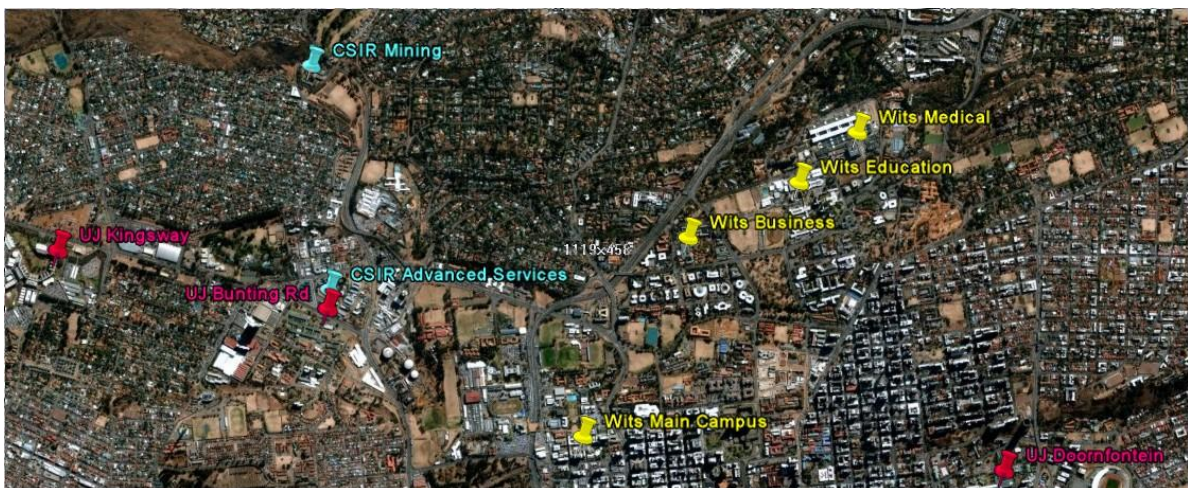 CSIR Mining
Wits Medical
Wits Education
Wits Business
UJ Kingsway
1119x458
CSIR Advanced Services
UJ Bunting Rd
Wits Main Campus
UJ Doornfontein